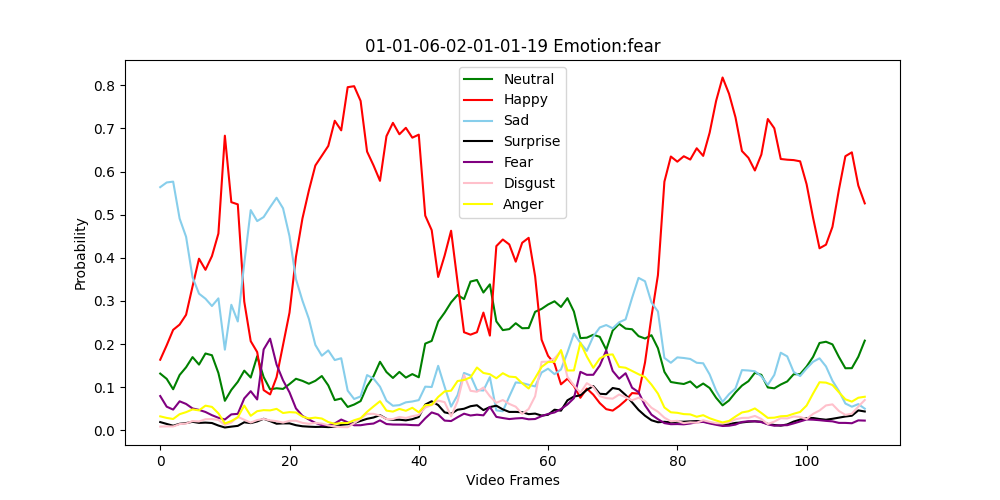 01-01-06-02-01-01-19 Emotion:fear
Neutral
Happy
Sad
Surprise
Fear
Disgust
Anger
Probability
0.8
0.7
0.6
0.5
0.4
0.3
0.2
0.1
0.0
0 20 40 60 80 100
Video Frames